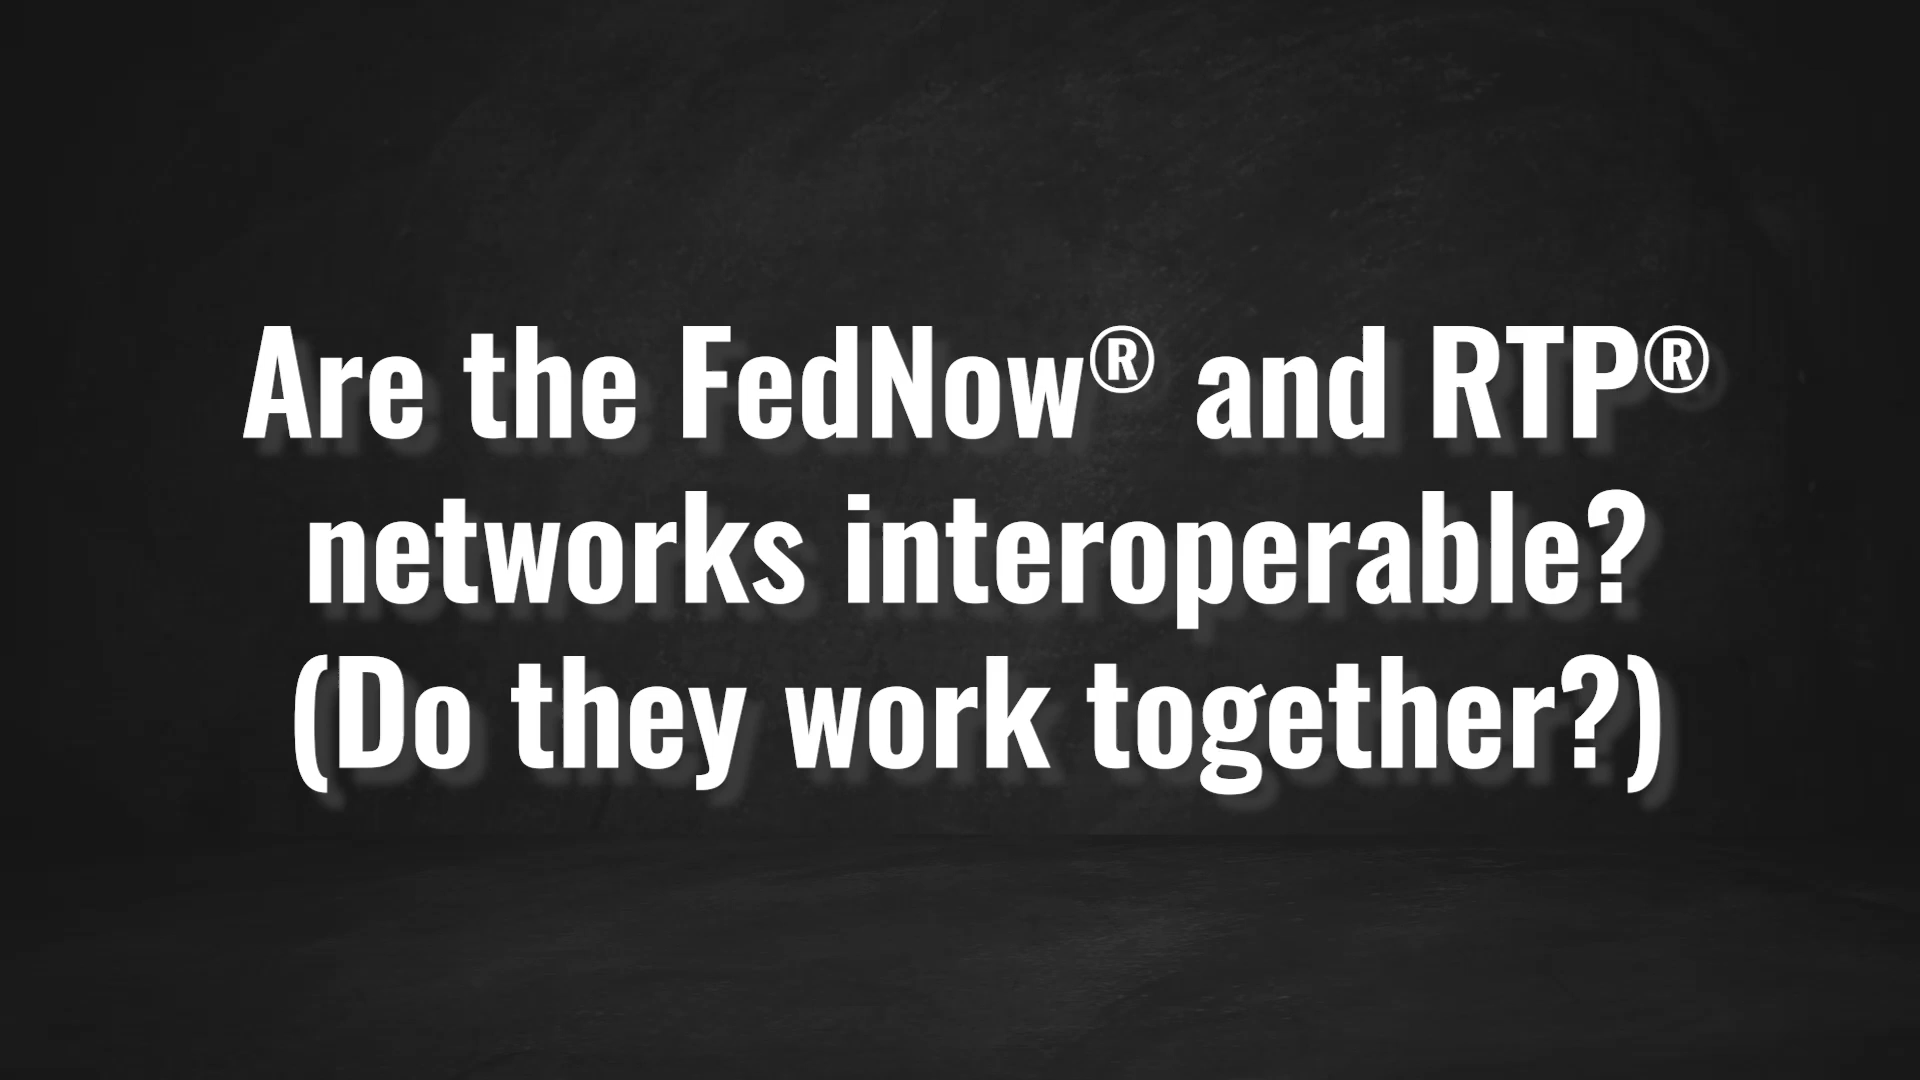 Are the FedNow® and RTP®
networks interoperable?
(Do they work together?)